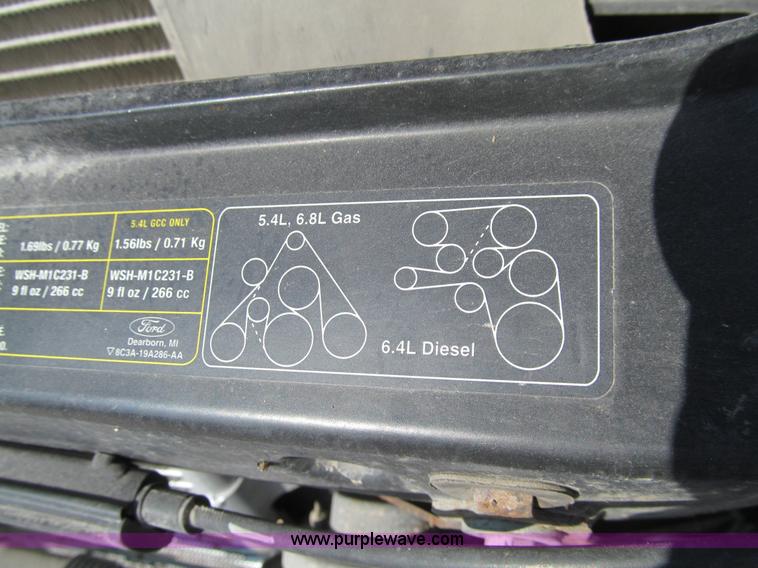 5.4L GCC ONLY
1.69lbs / 0.77 Kg
1.56lbs / 0.71 Kg
WSH-M1C231-B
9 fl oz / 266 cc
WSH-M1C231-B
9 fl oz / 266 cc
Ford
Dearborn, MI
8C3A-19A286-AA
5.4L, 6.8L Gas
6.4L Diesel
www.purplewave.com